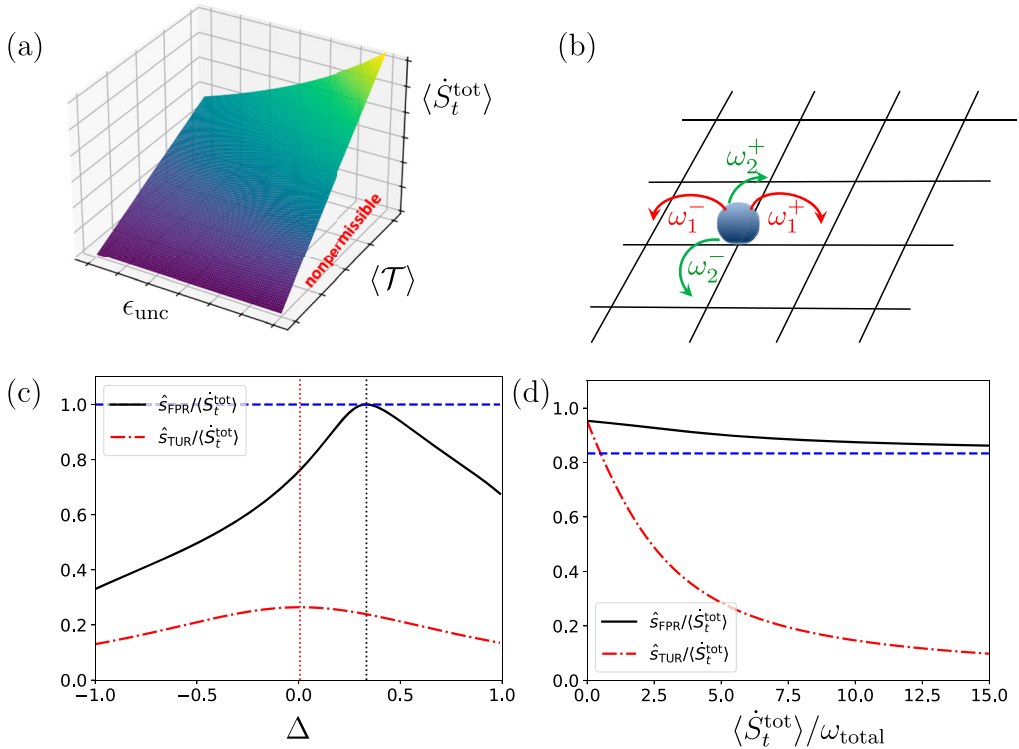 (a)
⟨Ṡ_t^tot⟩
nonpermissible
⟨𝒯⟩
ϵ_unc
(b)
ω_2^+
ω_1^-
ω_1^+
ω_2^-
(c)
ŝ_FPR/⟨Ṡ_t^tot⟩
ŝ_TUR/⟨Ṡ_t^tot⟩
1.0
0.8
0.6
0.4
0.2
0.0
−1.0
−0.5
0.0
0.5
1.0
Δ
(d)
1.0
0.8
0.6
0.4
0.2
0.0
ŝ_FPR/⟨Ṡ_t^tot⟩
ŝ_TUR/⟨Ṡ_t^tot⟩
0.0
2.5
5.0
7.5
10.0
12.5
15.0
⟨Ṡ_t^tot⟩/ω_total